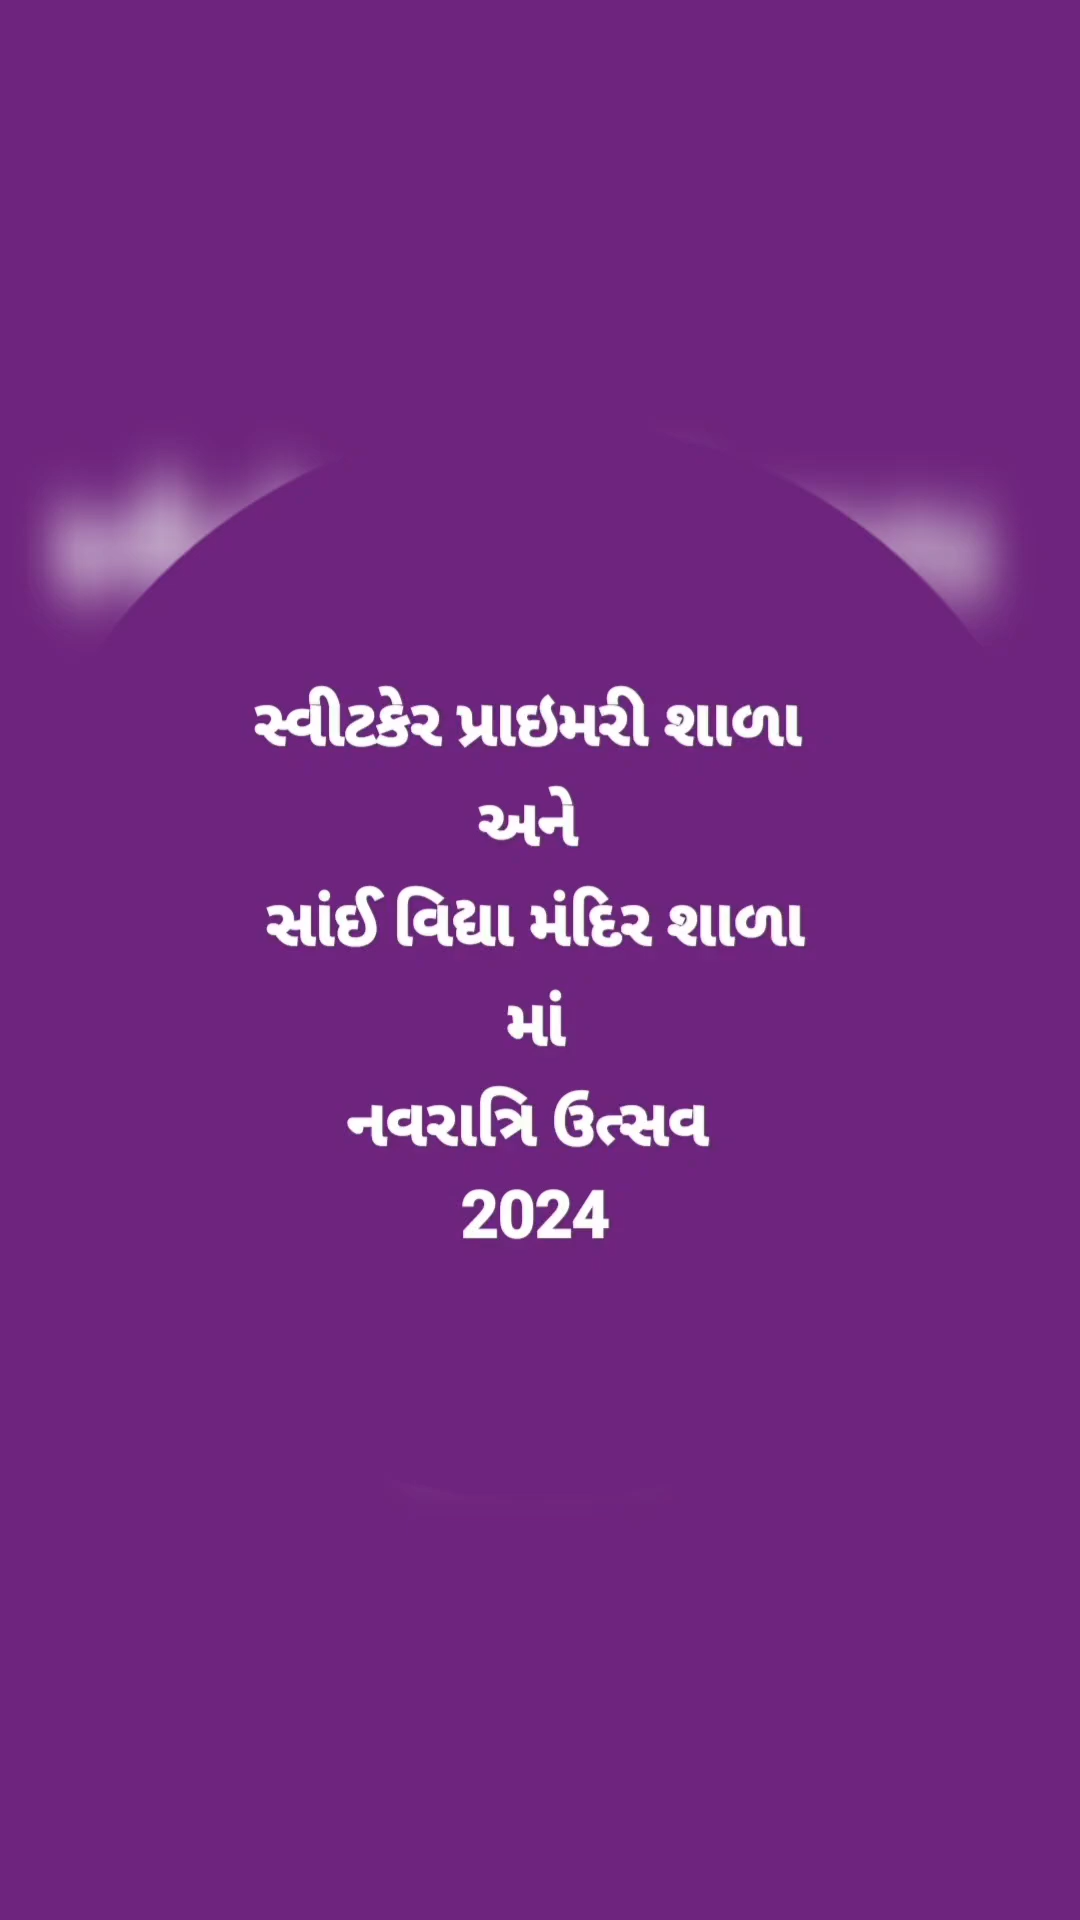 સ્વીટકેર પ્રાઇમરી શાળા
અને
સાંઈ વિદ્યા મંદિર શાળા
માં
નવરાત્રિ ઉત્સવ
2024